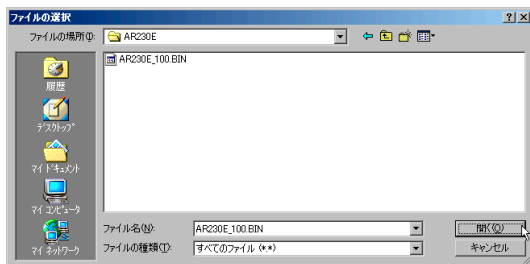 ファイルの選択
ファイルの場所(I): AR230E
AR230E_100.BIN
履歴
デスクトップ
マイ ドキュメント
マイ コンピュータ
マイ ネットワーク
ファイル名(N): AR230E_100.BIN 開く(O)
ファイルの種類(T): すべてのファイル (*.*) キャンセル